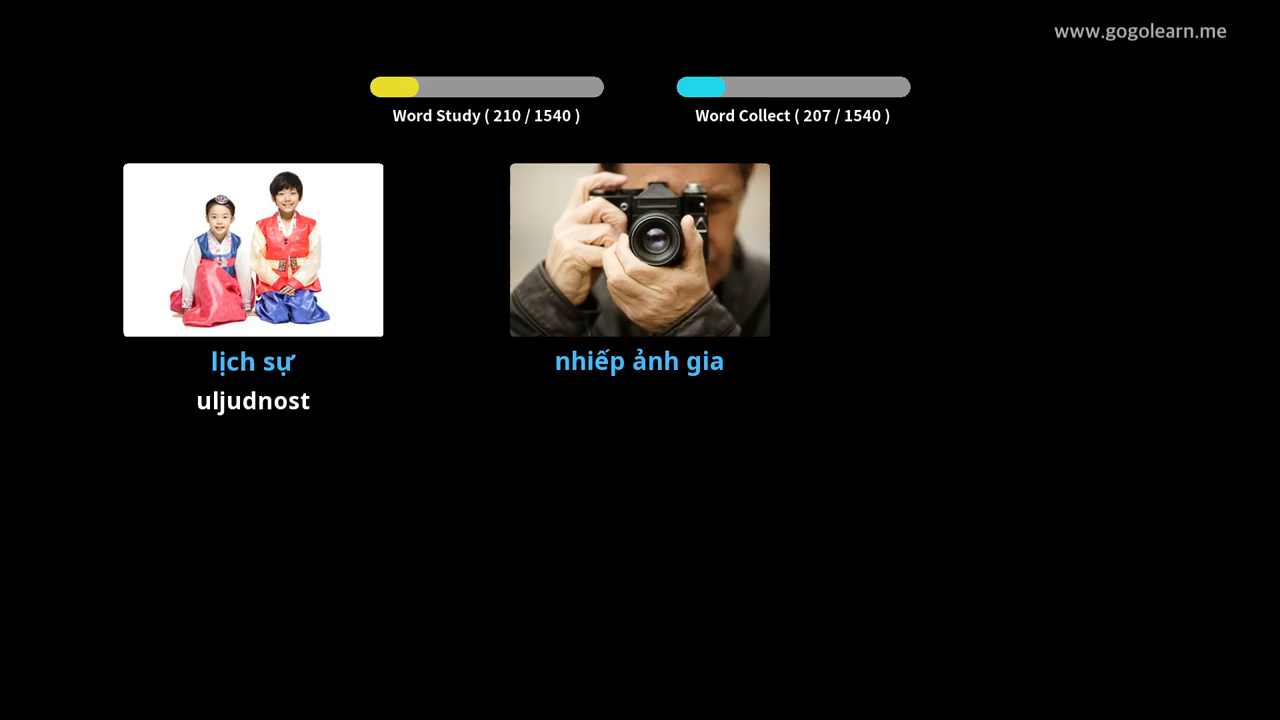 www.gogolearn.me
Word Study ( 210 / 1540 )
Word Collect ( 207 / 1540 )
lịch sự
uljudnost
nhiếp ảnh gia